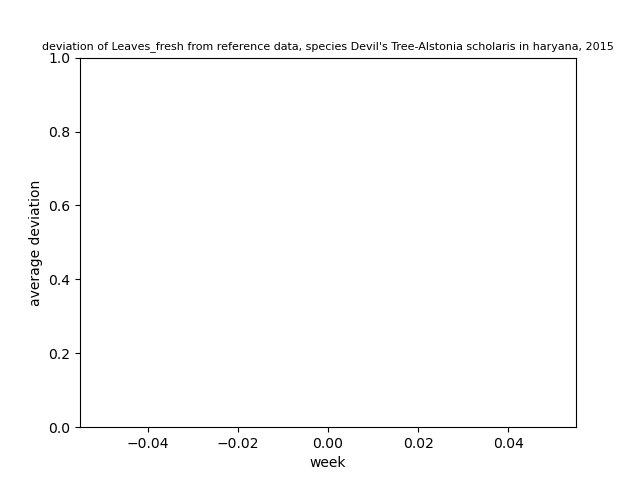 deviation of Leaves_fresh from reference data, species Devil's Tree-Alstonia scholaris in haryana, 2015
1.0
0.8
0.6
0.4
0.2
0.0
average deviation
−0.04 −0.02 0.00 0.02 0.04
week